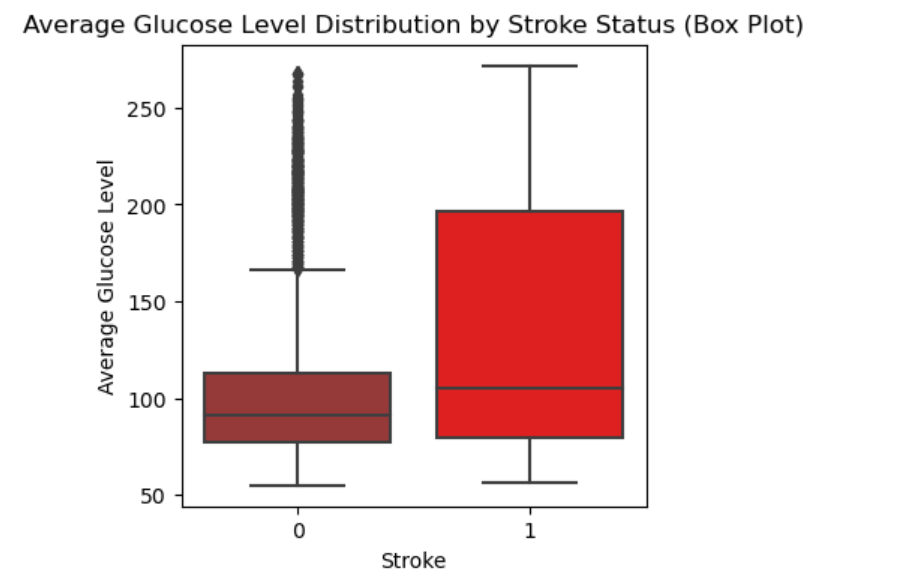 Average Glucose Level Distribution by Stroke Status (Box Plot)
Average Glucose Level
250
200
150
100
50
0
1
Stroke